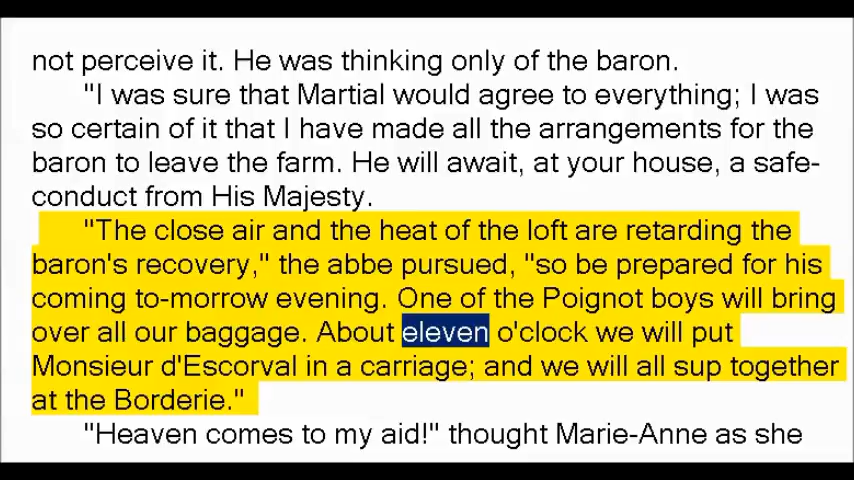 not perceive it. He was thinking only of the baron.
"I was sure that Martial would agree to everything; I was
so certain of it that I have made all the arrangements for the
baron to leave the farm. He will await, at your house, a safe-
conduct from His Majesty.
"The close air and the heat of the loft are retarding the
baron's recovery," the abbe pursued, "so be prepared for his
coming to-morrow evening. One of the Poignot boys will bring
over all our baggage. About eleven o'clock we will put
Monsieur d'Escorval in a carriage; and we will all sup together
at the Borderie."
"Heaven comes to my aid!" thought Marie-Anne as she